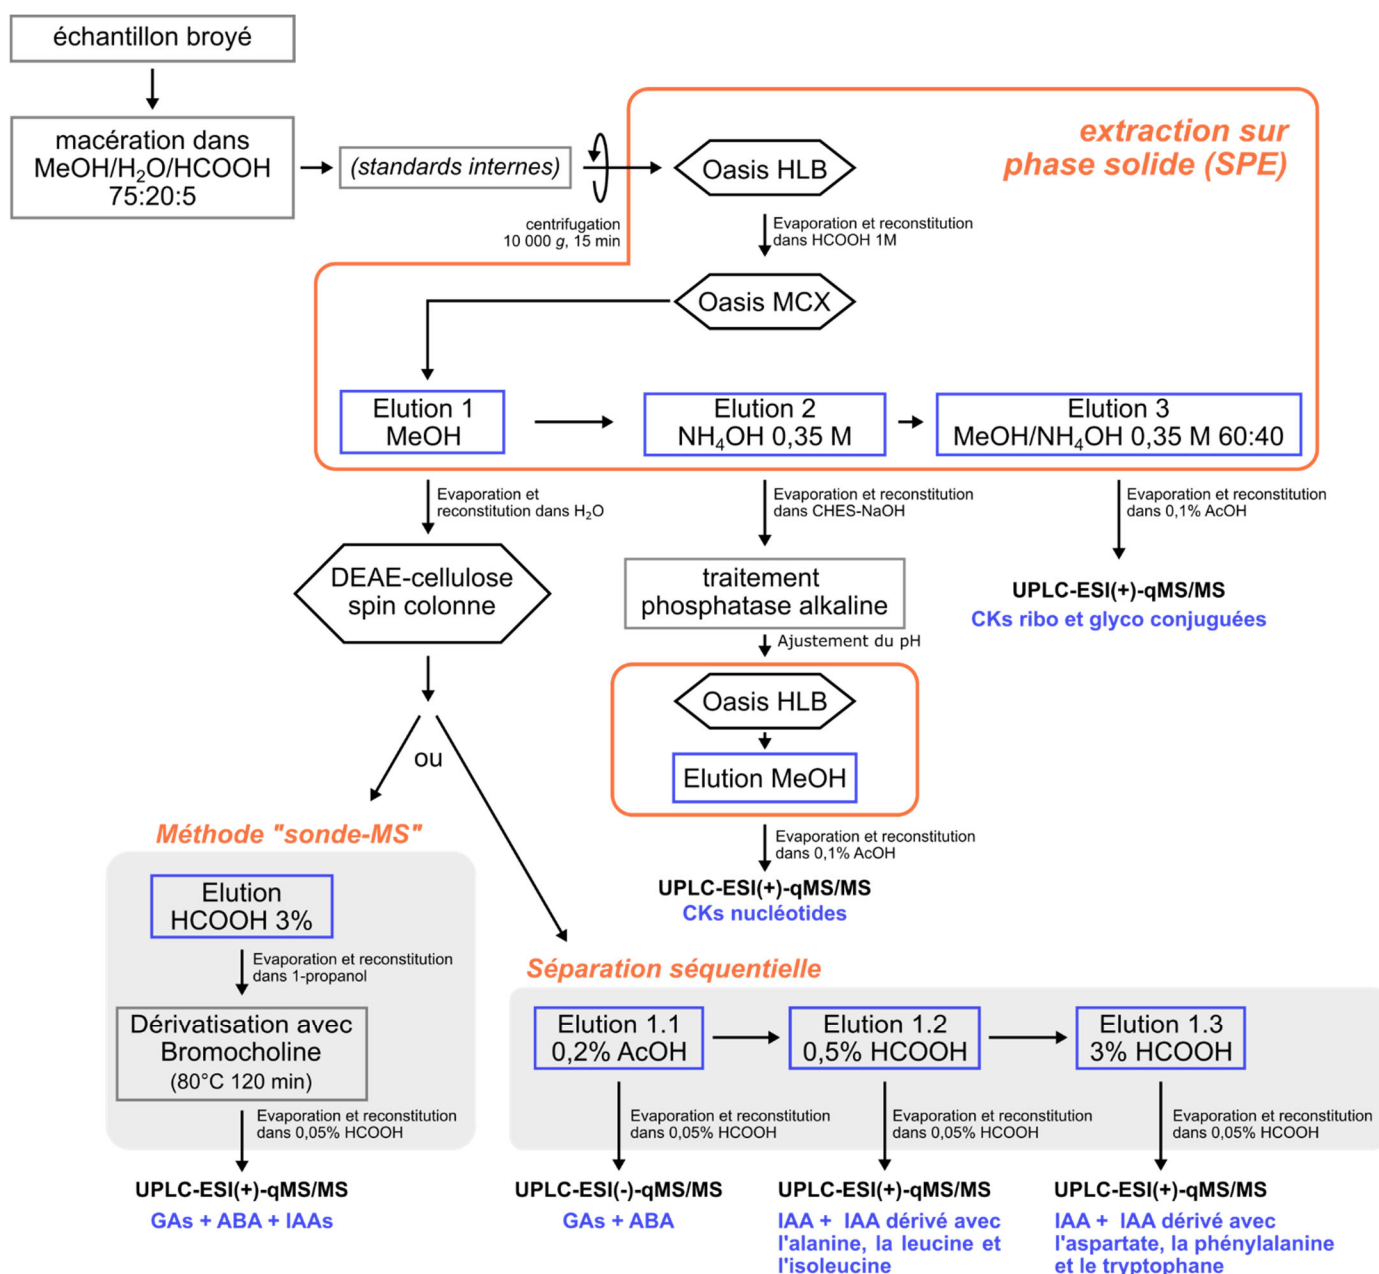 échantillon broyé
macération dans
MeOH/H₂O/HCOOH
75:20:5
(standards internes)
centrifugation
10 000 g, 15 min
extraction sur
phase solide (SPE)
Oasis HLB
Evaporation et reconstitution
dans HCOOH 1M
Oasis MCX
Elution 1
MeOH
Elution 2
NH₄OH 0,35 M
Elution 3
MeOH/NH₄OH 0,35 M 60:40
Evaporation et
reconstitution dans H₂O
Evaporation et reconstitution
dans CHES-NaOH
Evaporation et reconstitution
dans 0,1% AcOH
DEAE-cellulose
spin colonne
traitement
phosphatase alkaline
UPLC-ESI(+)-qMS/MS
CKs ribo et glyco conjuguées
Ajustement du pH
Oasis HLB
Elution MeOH
Evaporation et reconstitution
dans 0,1% AcOH
UPLC-ESI(+)-qMS/MS
CKs nucléotides
ou
Méthode "sonde-MS"
Elution
HCOOH 3%
Evaporation et reconstitution
dans 1-propanol
Dérivatisation avec
Bromocholine
(80°C 120 min)
Evaporation et reconstitution
dans 0,05% HCOOH
UPLC-ESI(+)-qMS/MS
GAs + ABA + IAAs
Séparation séquentielle
Elution 1.1
0,2% AcOH
Elution 1.2
0,5% HCOOH
Elution 1.3
3% HCOOH
Evaporation et reconstitution
dans 0,05% HCOOH
Evaporation et reconstitution
dans 0,05% HCOOH
Evaporation et reconstitution
dans 0,05% HCOOH
UPLC-ESI(-)-qMS/MS
GAs + ABA
UPLC-ESI(+)-qMS/MS
IAA + IAA dérivé avec
l'alanine, la leucine et
l'isoleucine
UPLC-ESI(+)-qMS/MS
IAA + IAA dérivé avec
l'aspartate, la phénylalanine
et le tryptophane